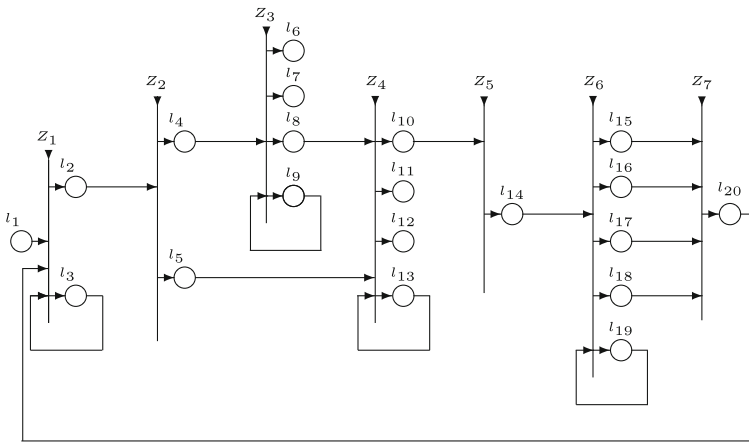 Z₃
l₆
Z₂
l₇
Z₄
Z₅
Z₆
Z₇
Z₁
l₄
l₈
l₁₀
l₁₅
l₂
l₉
l₁₁
l₁₆
l₁
l₁₄
l₂₀
l₃
l₅
l₁₂
l₁₇
l₁₃
l₁₈
l₁₉